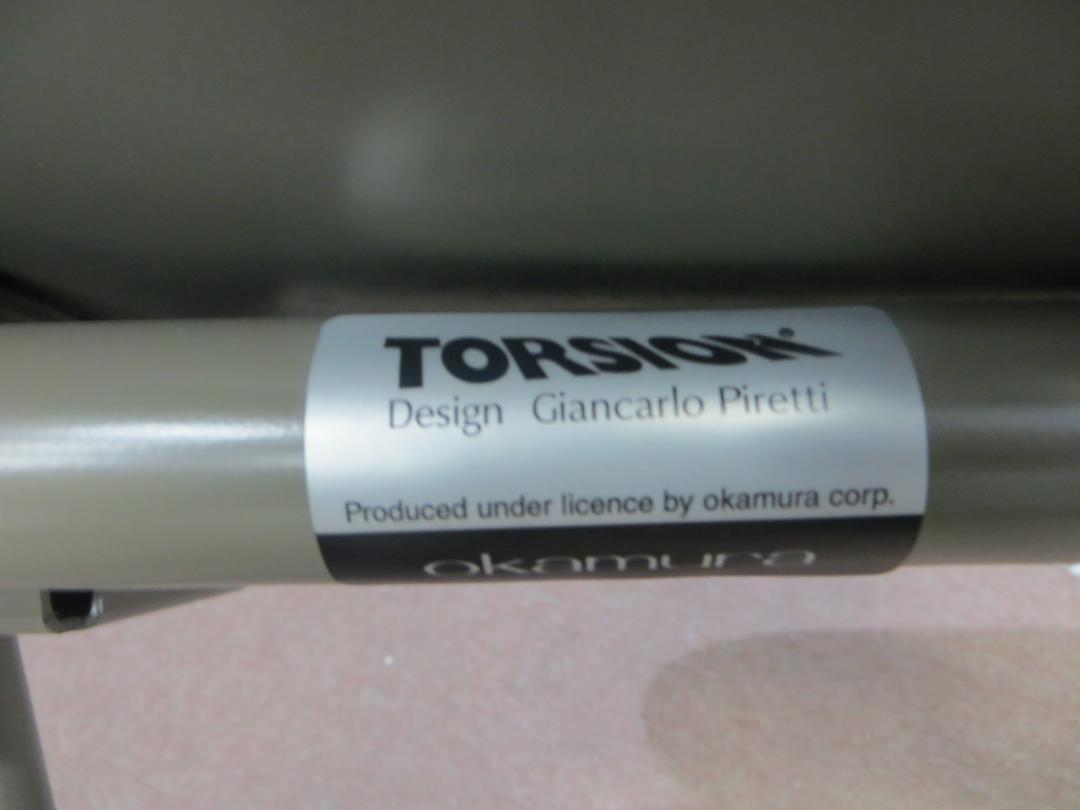 TORSION®
Design Giancarlo Piretti
Produced under licence by okamura corp.
okamura